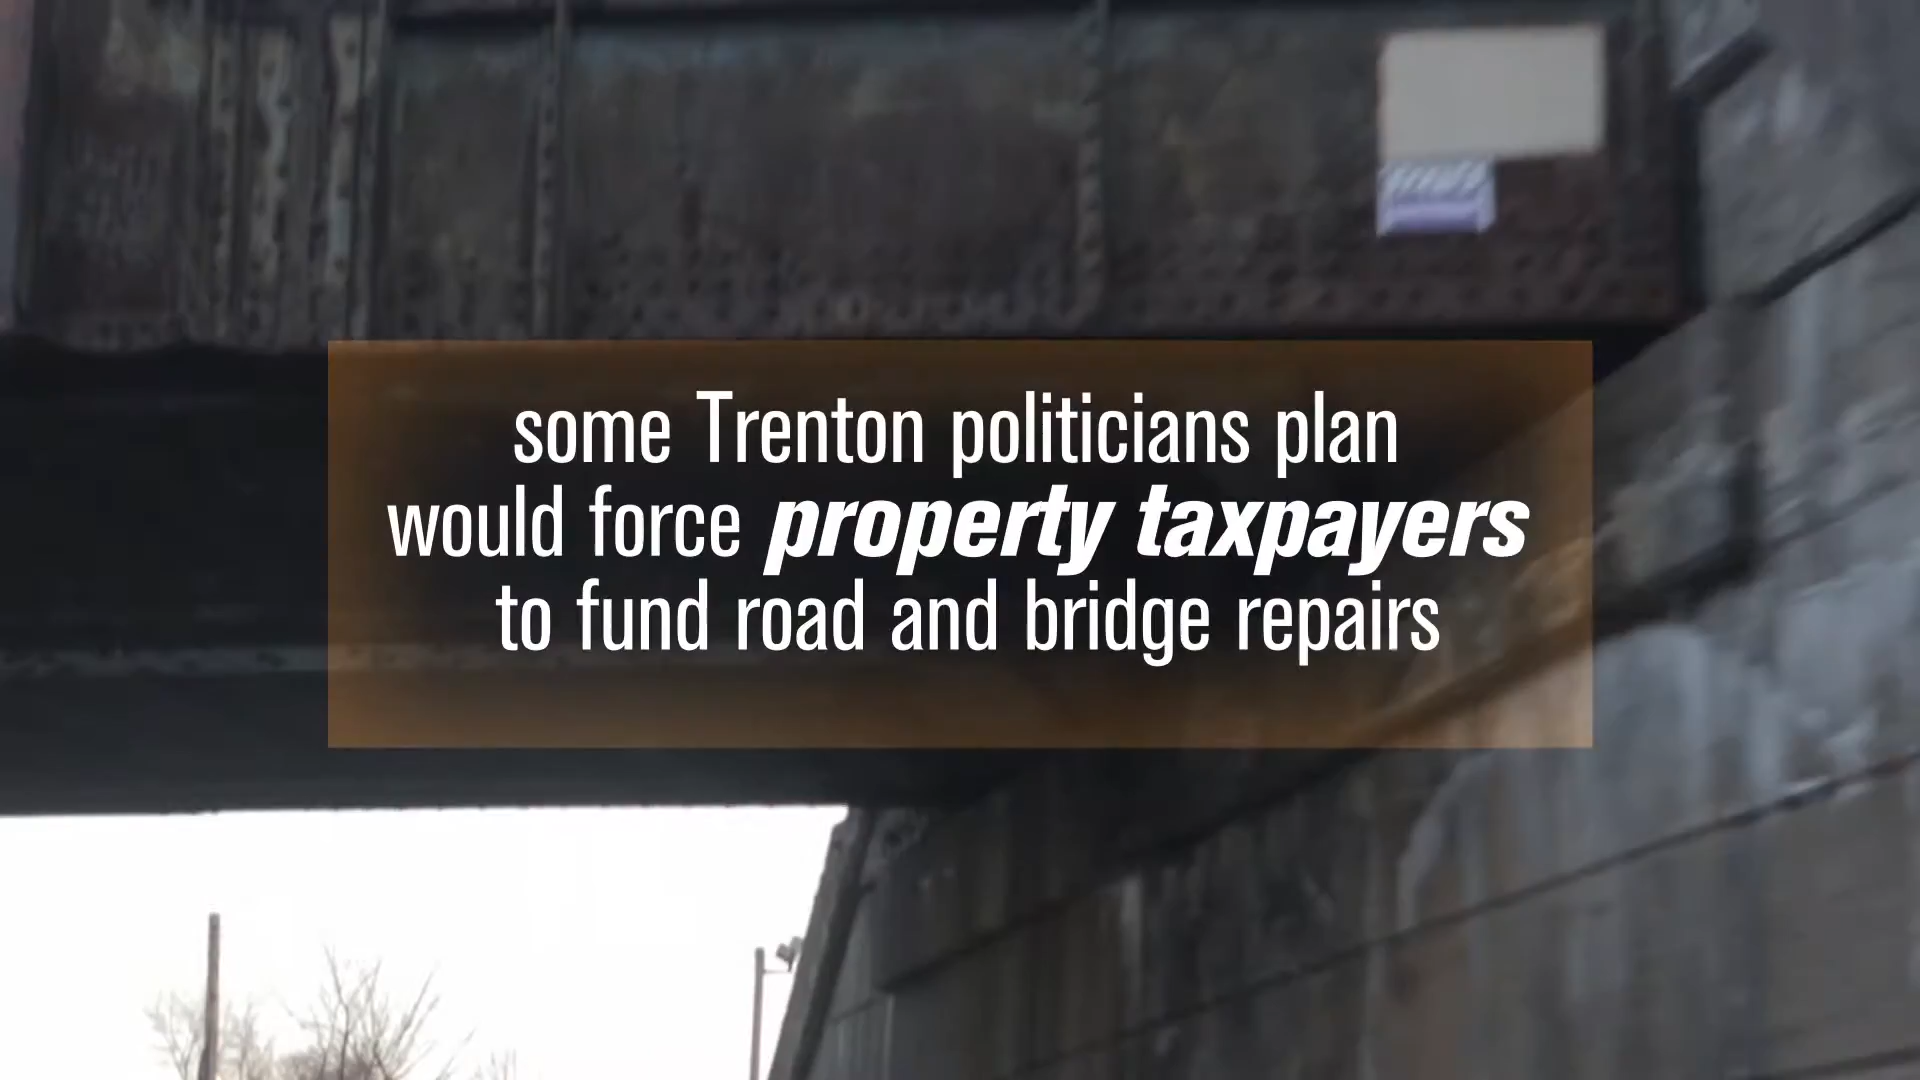 some Trenton politicians plan
would force property taxpayers
to fund road and bridge repairs